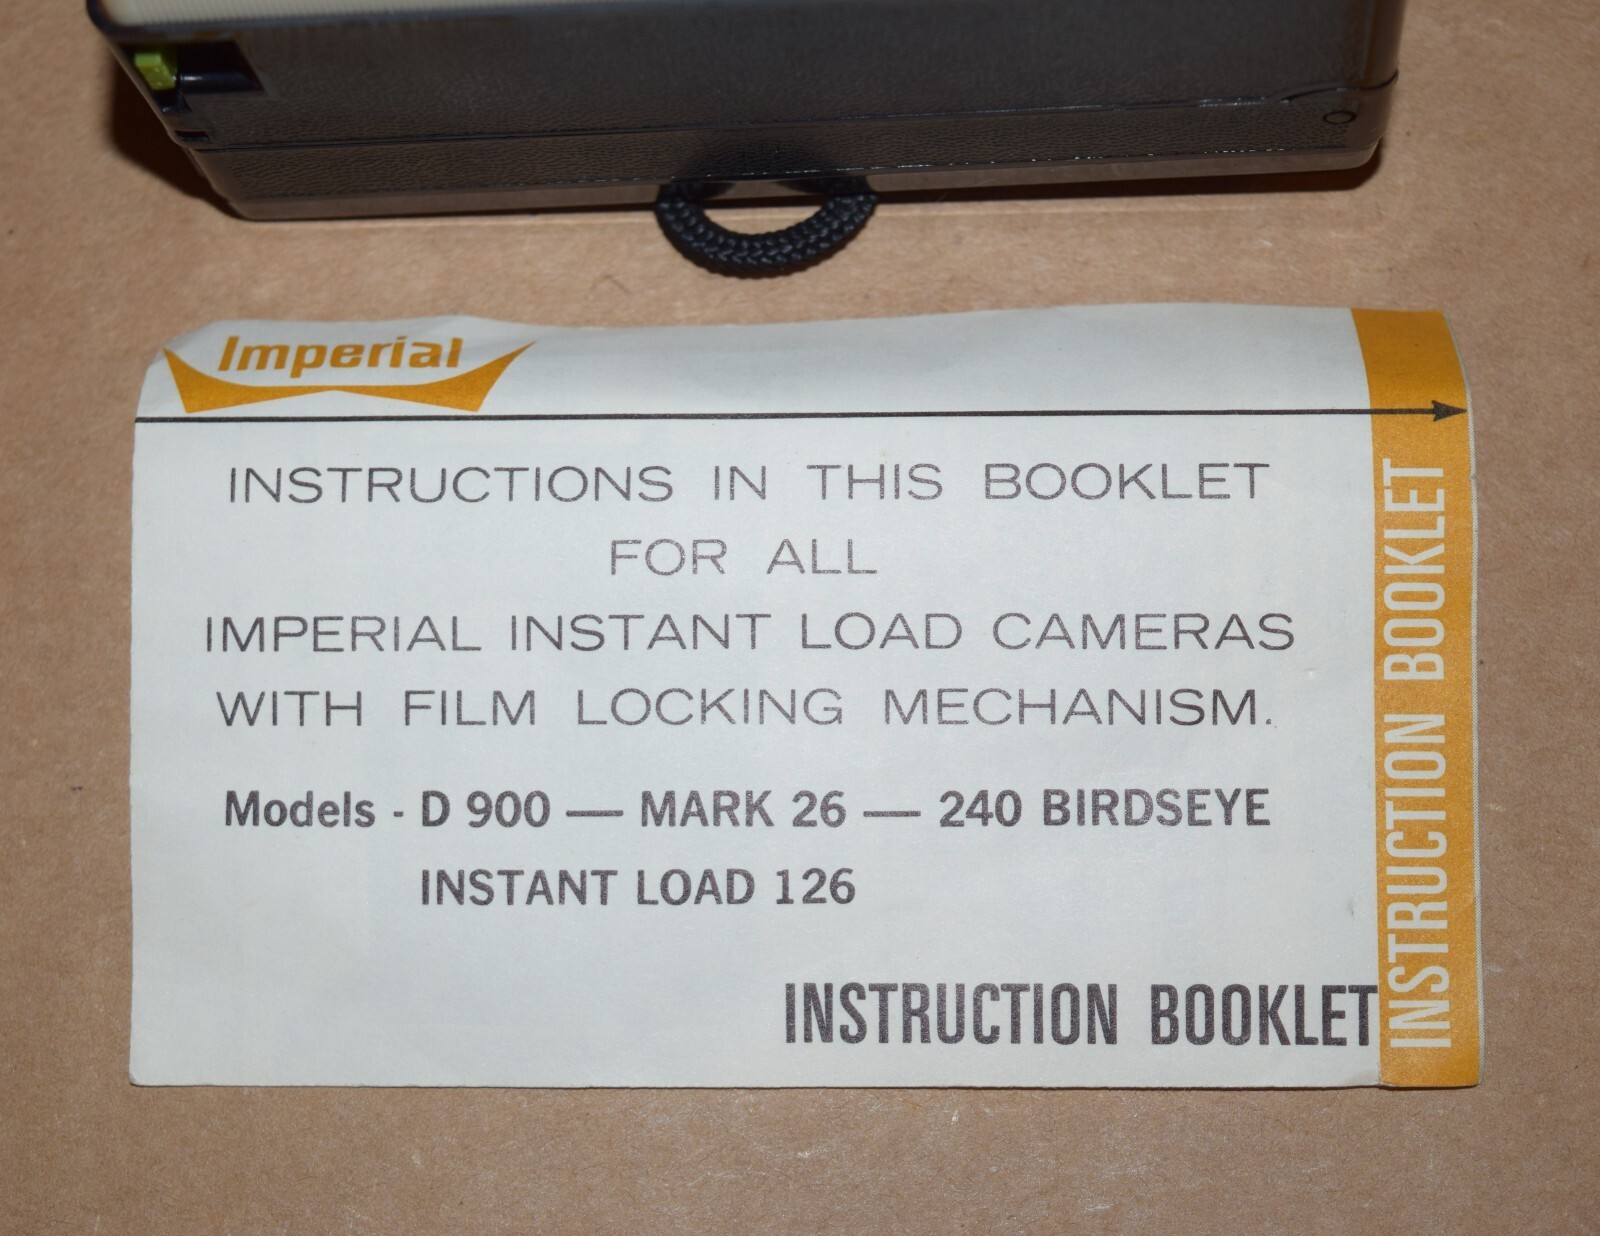 Imperial
INSTRUCTIONS IN THIS BOOKLET
FOR ALL
IMPERIAL INSTANT LOAD CAMERAS
WITH FILM LOCKING MECHANISM.
Models - D 900 — MARK 26 — 240 BIRDSEYE
INSTANT LOAD 126
INSTRUCTION BOOKLET
INSTRUCTION BOOKLET